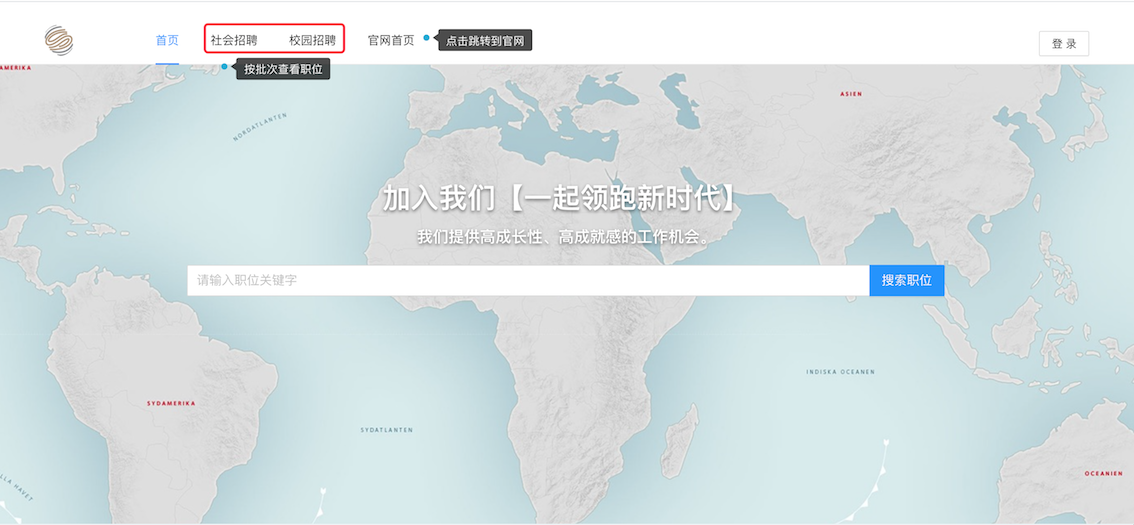 首页
社会招聘
校园招聘
官网首页
点击跳转到官网
登 录
按批次查看职位
AMERIKA
ASIEN
NORDATLANTEN
加入我们【一起领跑新时代】
我们提供高成长性、高成就感的工作机会。
请输入职位关键字
搜索职位
INDISKA OCEANEN
SYDAMERIKA
SYDATLANTEN
OCEANIEN
LLA HAVET